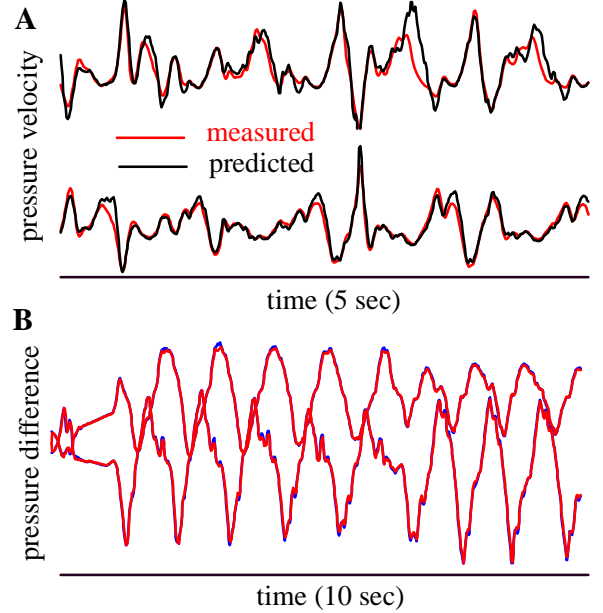 A
pressure velocity
measured
predicted
time (5 sec)
B
pressure difference
time (10 sec)